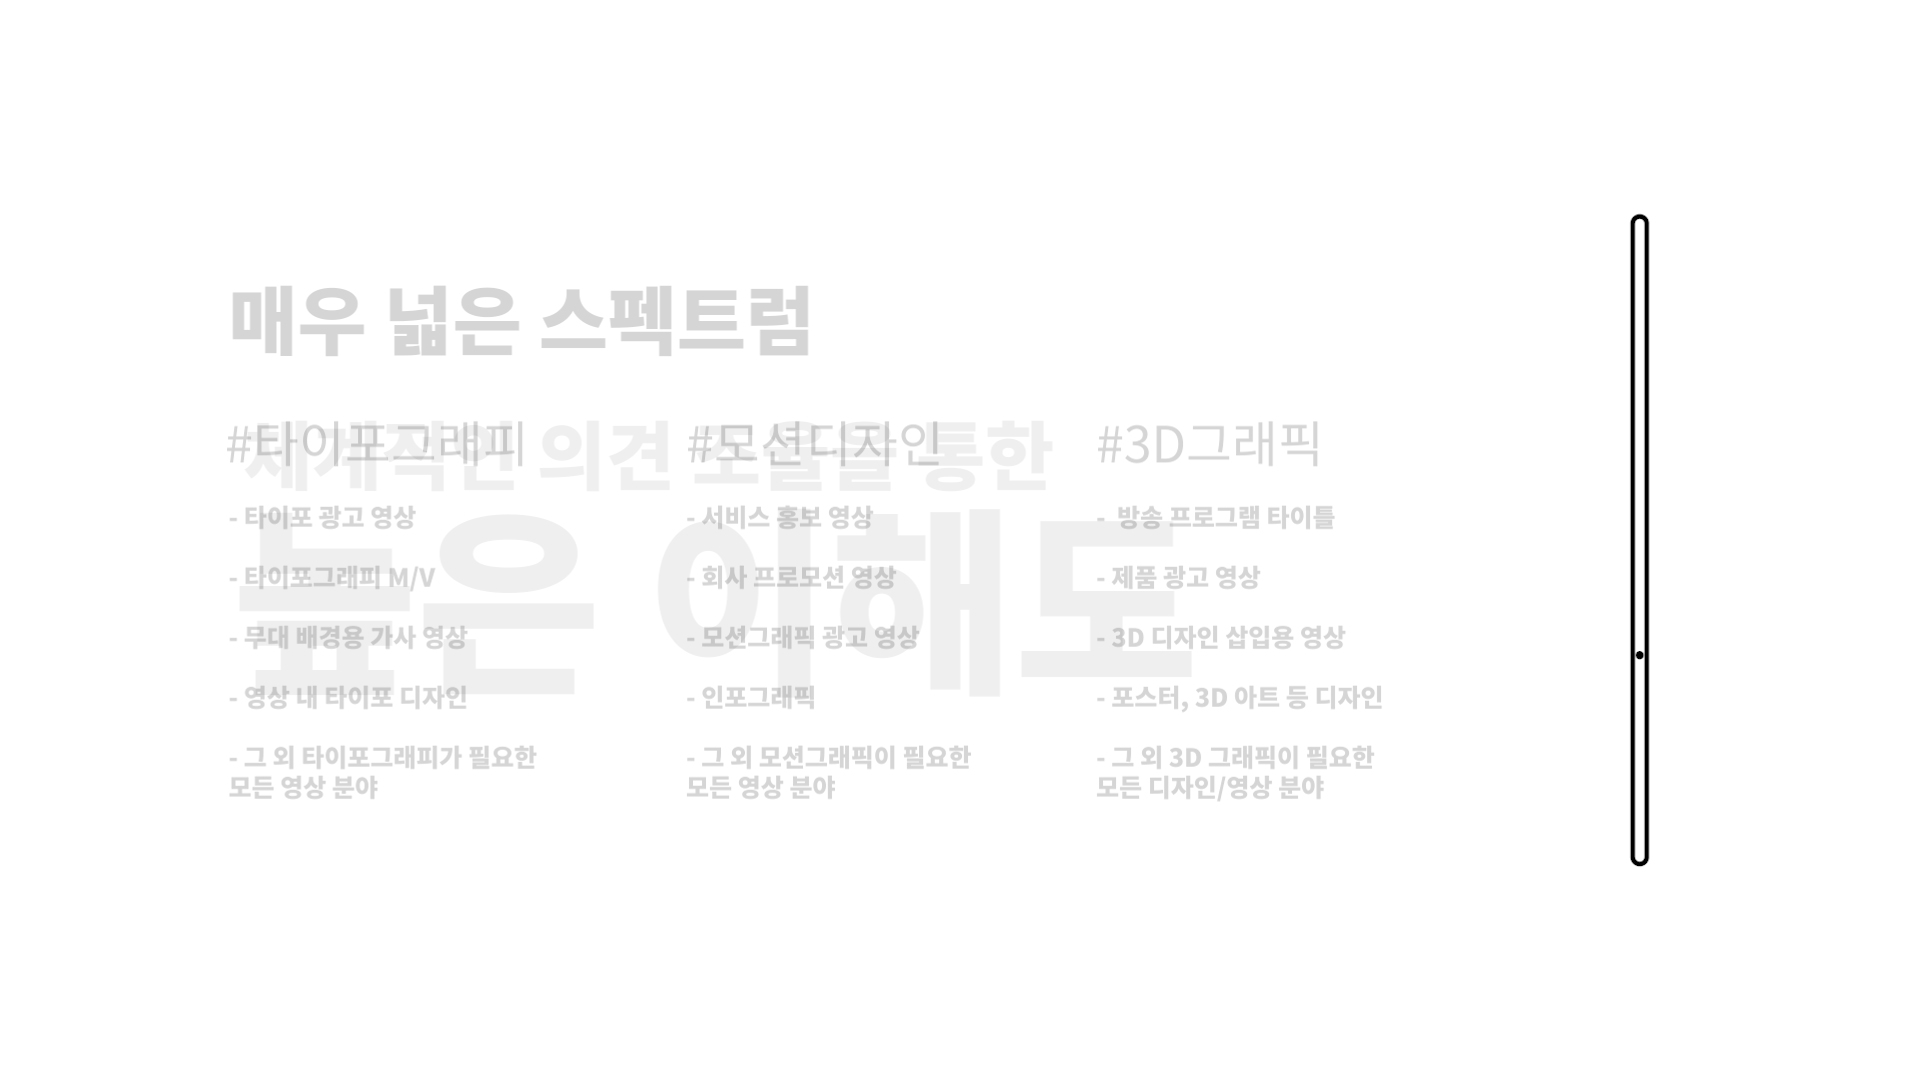 매우 넓은 스펙트럼
#타이포그래피
- 타이포 광고 영상
- 타이포그래피 M/V
- 무대 배경용 가사 영상
- 영상 내 타이포 디자인
- 그 외 타이포그래피가 필요한
모든 영상 분야
#모션디자인
- 서비스 홍보 영상
- 회사 프로모션 영상
- 모션그래픽 광고 영상
- 인포그래픽
- 그 외 모션그래픽이 필요한
모든 영상 분야
#3D그래픽
- 방송 프로그램 타이틀
- 제품 광고 영상
- 3D 디자인 삽입용 영상
- 포스터, 3D 아트 등 디자인
- 그 외 3D 그래픽이 필요한
모든 디자인/영상 분야
체계적인 의견 조율을 통한
높은 이해도